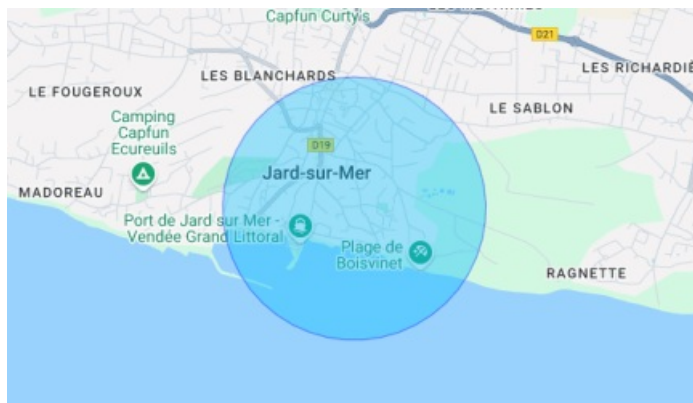 Capfun Curtys
D21
LES BLANCHARDS
LES RICHARDIÈ
LE FOUGEROUX
LE SABLON
Camping
Capfun
Ecureuils
D19
Jard-sur-Mer
MADOREAU
Port de Jard sur Mer -
Vendée Grand Littoral
Plage de
Boisvinet
RAGNETTE